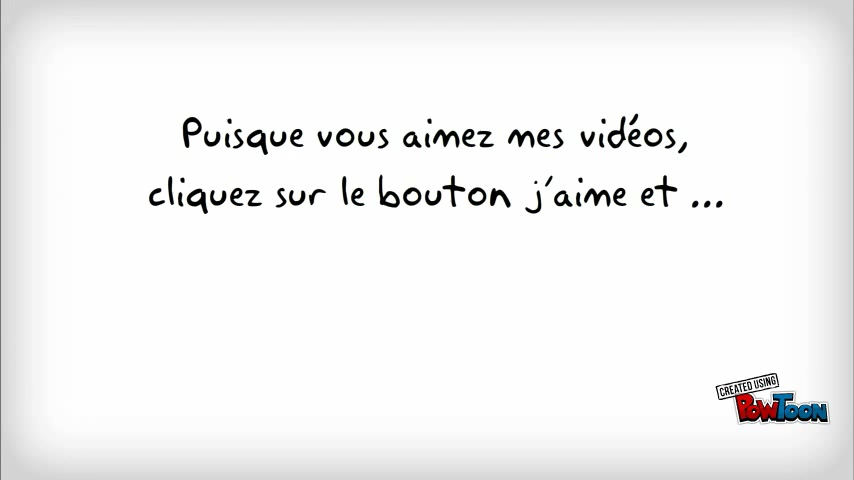 Puisque vous aimez mes vidéos,
cliquez sur le bouton j'aime et ...
CREATED USING
POWTOON